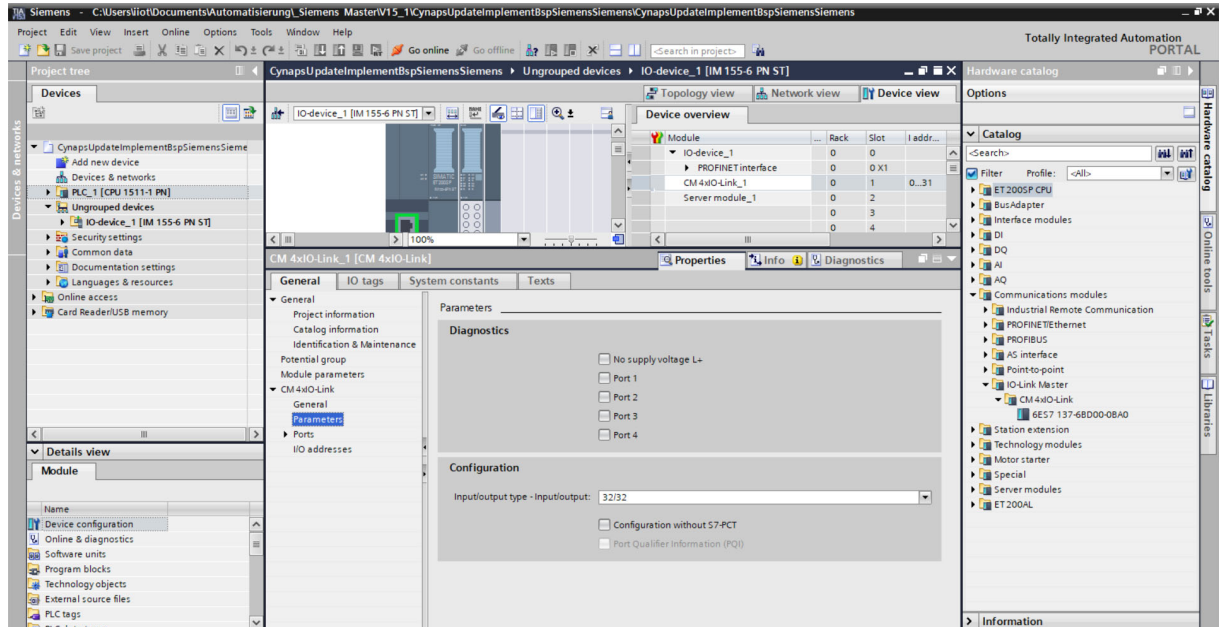 Siemens - C:\Users\iiot\Documents\Automatisierung\_Siemens Master\V15_1\CynapsUpdateImplementBspSiemensSiemens\CynapsUpdateImplementBspSiemensSiemens
Project Edit View Insert Online Options Tools Window Help
Totally Integrated Automation
PORTAL
Save project
Go online
Go offline
<Search in project>
Project tree
Devices
Devices & networks
CynapsUpdateImplementBspSiemensSieme
Add new device
Devices & networks
PLC_1 [CPU 1511-1 PN]
Ungrouped devices
IO-device_1 [IM 155-6 PN ST]
Security settings
Common data
Documentation settings
Languages & resources
Online access
Card Reader/USB memory
Details view
Module
Name
Device configuration
Online & diagnostics
Software units
Program blocks
Technology objects
External source files
PLC tags
CynapsUpdateImplementBspSiemensSiemens Ungrouped devices IO-device_1 [IM 155-6 PN ST]
Topology view Network view Device view
IO-device_1 [IM 155-6 PN ST]
100%
Device overview
Module ... Rack Slot I addr...
IO-device_1 0 0
PROFINET interface 0 0 X1
CM 4xIO-Link_1 0 1 0...31
Server module_1 0 2
0 3
0 4
CM 4xIO-Link_1 [CM 4xIO-Link]
Properties Info Diagnostics
General IO tags System constants Texts
General
Project information
Catalog information
Identification & Maintenance
Potential group
Module parameters
CM 4xIO-Link
General
Parameters
Ports
I/O addresses
Parameters
Diagnostics
No supply voltage L+
Port 1
Port 2
Port 3
Port 4
Configuration
Input/output type - Input/output: 32/32
Configuration without S7-PCT
Port Qualifier Information (PQI)
Hardware catalog
Options
Catalog
<Search>
Filter Profile: <All>
ET 200SP CPU
BusAdapter
Interface modules
DI
DQ
AI
AQ
Communications modules
Industrial Remote Communication
PROFINET/Ethernet
PROFIBUS
AS interface
Point-to-point
IO-Link Master
CM 4xIO-Link
6ES7 137-6BD00-0BA0
Station extension
Technology modules
Motor starter
Special
Server modules
ET 200AL
Information
Hardware catalog
Online tools
Tasks
Libraries